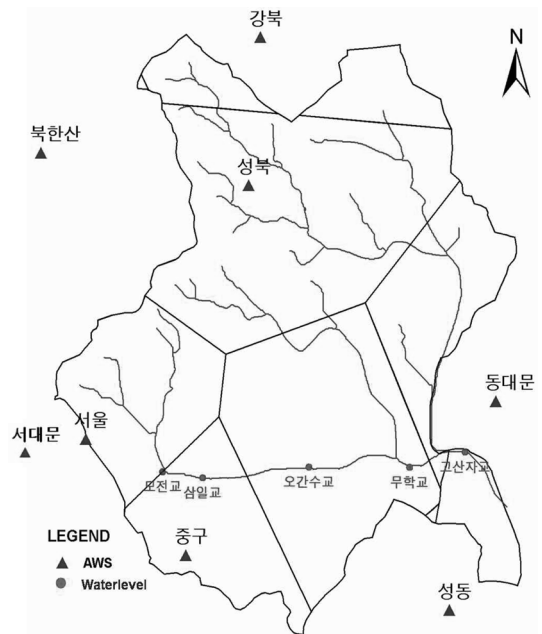 강북
N
북한산
성북
동대문
서울
서대문
모전교
삼일교
오간수교
무학교
고산자교
중구
성동
LEGEND
AWS
Waterlevel